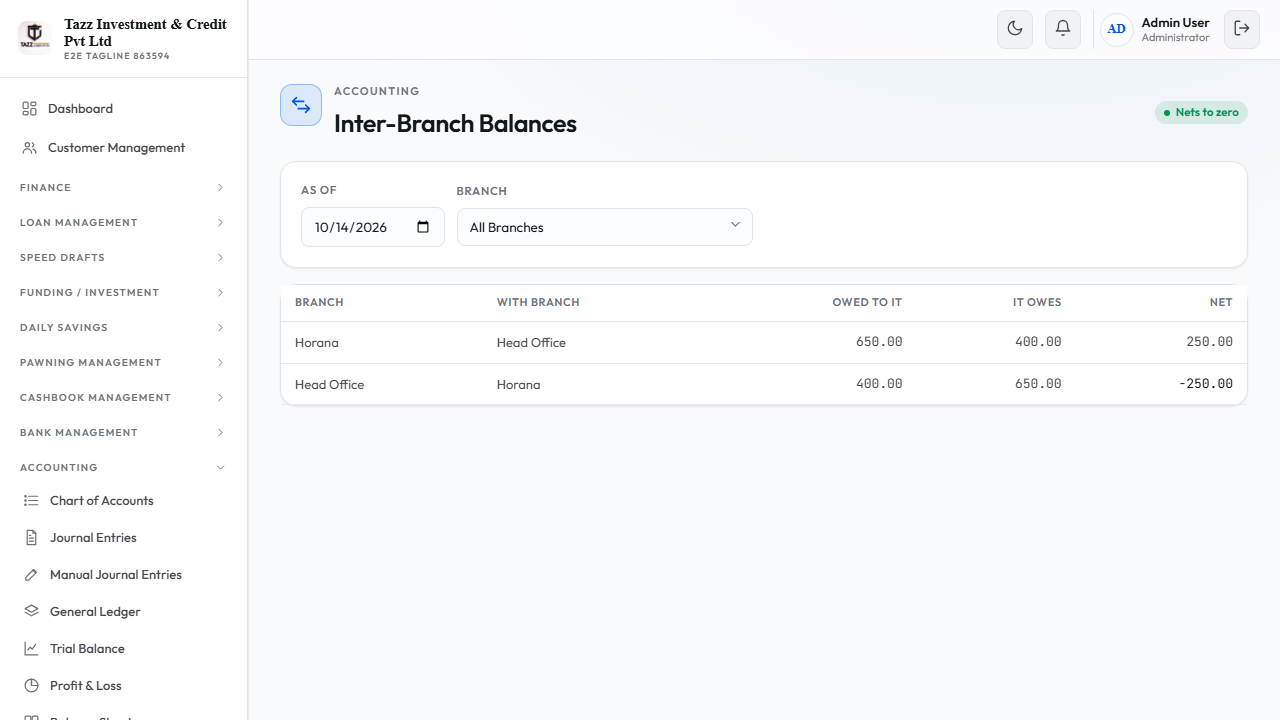 Tazz Investment & Credit
Pvt Ltd
E2E TAGLINE 863594
Dashboard
Customer Management
FINANCE
LOAN MANAGEMENT
SPEED DRAFTS
FUNDING / INVESTMENT
DAILY SAVINGS
PAWNING MANAGEMENT
CASHBOOK MANAGEMENT
BANK MANAGEMENT
ACCOUNTING
Chart of Accounts
Journal Entries
Manual Journal Entries
General Ledger
Trial Balance
Profit & Loss
AD
Admin User
Administrator
ACCOUNTING
Inter-Branch Balances
Nets to zero
AS OF
BRANCH
10/14/2026
All Branches
BRANCH WITH BRANCH OWED TO IT IT OWES NET
Horana Head Office 650.00 400.00 250.00
Head Office Horana 400.00 650.00 -250.00